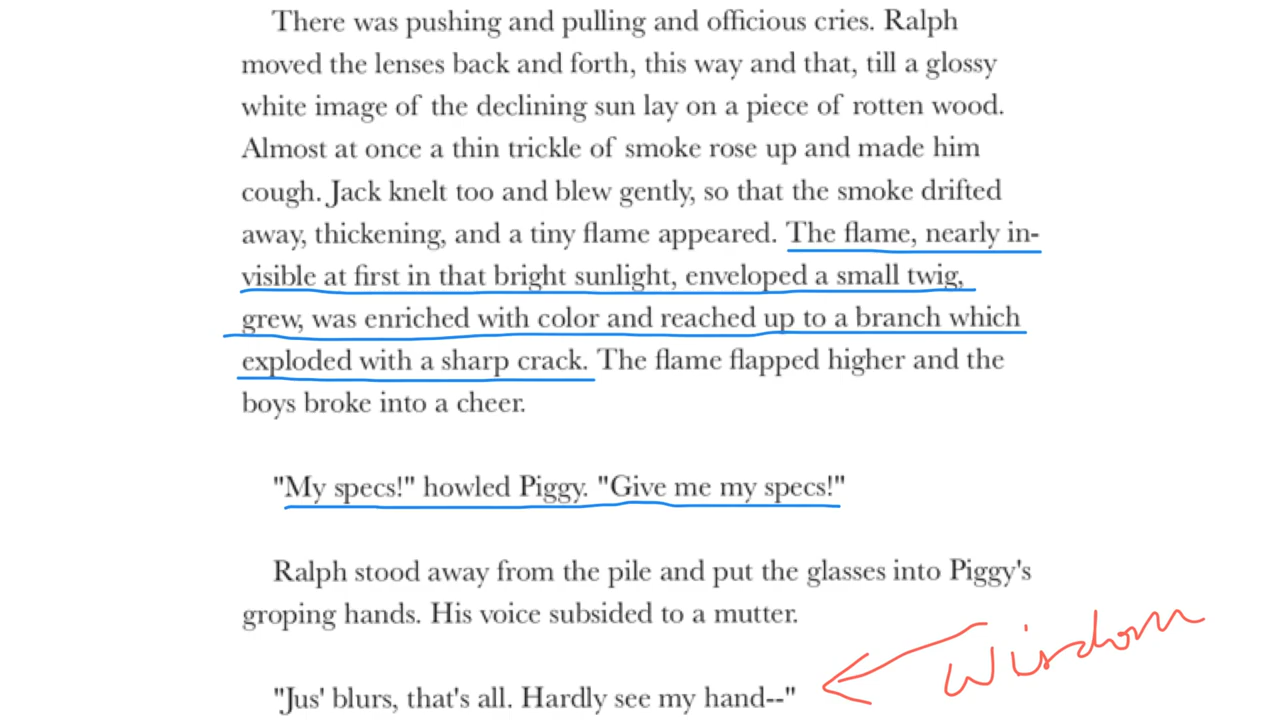 There was pushing and pulling and officious cries. Ralph
moved the lenses back and forth, this way and that, till a glossy
white image of the declining sun lay on a piece of rotten wood.
Almost at once a thin trickle of smoke rose up and made him
cough. Jack knelt too and blew gently, so that the smoke drifted
away, thickening, and a tiny flame appeared. The flame, nearly in-
visible at first in that bright sunlight, enveloped a small twig,
grew, was enriched with color and reached up to a branch which
exploded with a sharp crack. The flame flapped higher and the
boys broke into a cheer.
"My specs!" howled Piggy. "Give me my specs!"
Ralph stood away from the pile and put the glasses into Piggy's
groping hands. His voice subsided to a mutter.
"Jus' blurs, that's all. Hardly see my hand--"
Wisdom